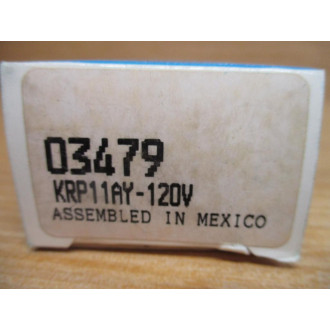 03479
KRP11AY-120V
ASSEMBLED IN MEXICO